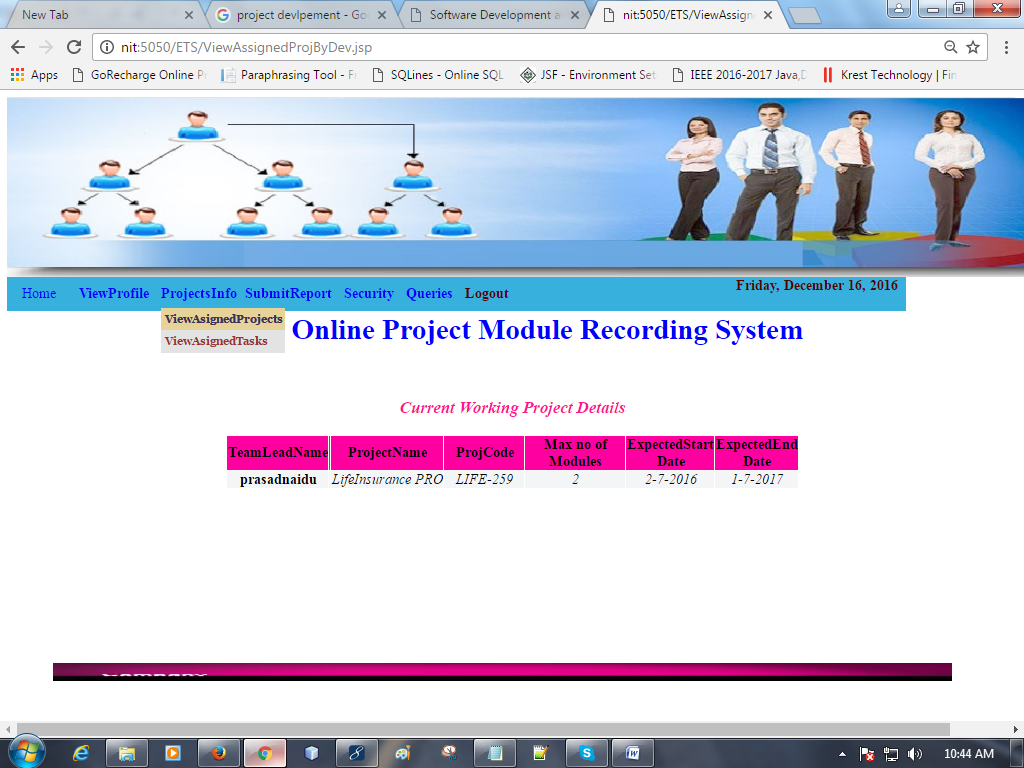 New Tab
project devlpement - Go
Software Development a
nit:5050/ETS/ViewAssign
nit:5050/ETS/ViewAssignedProjByDev.jsp
Apps GoRecharge Online P Paraphrasing Tool - F SQLines - Online SQL JSF - Environment Set IEEE 2016-2017 Java,D Krest Technology | Fin
Home ViewProfile ProjectsInfo SubmitReport Security Queries Logout Friday, December 16, 2016
ViewAsignedProjects
ViewAsignedTasks
Online Project Module Recording System
Current Working Project Details
TeamLeadName ProjectName ProjCode Max no of Modules ExpectedStart Date ExpectedEnd Date
prasadnaidu LifeInsurance PRO LIFE-259 2 2-7-2016 1-7-2017
10:44 AM